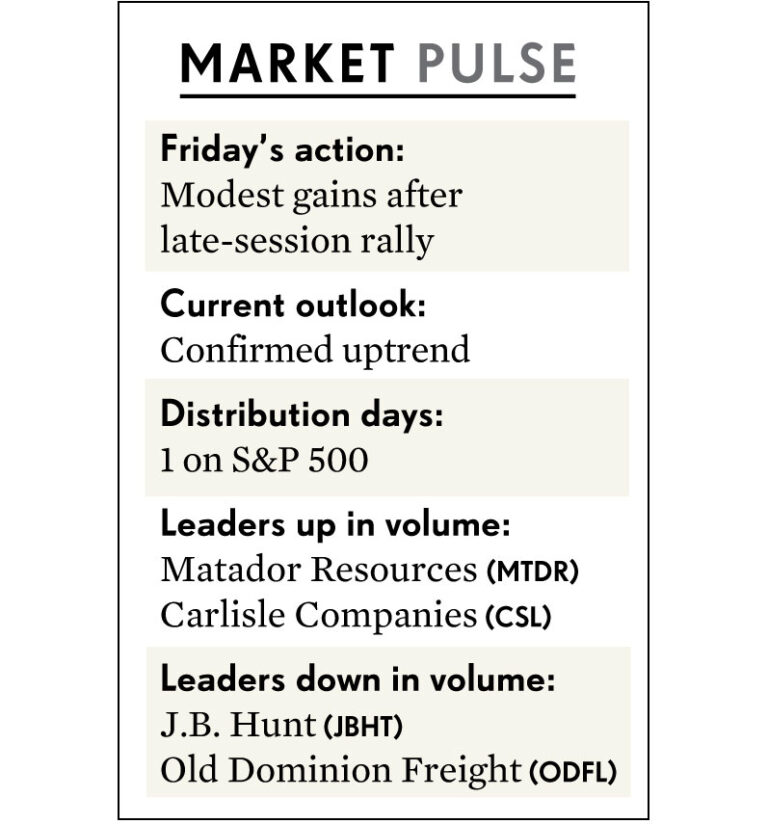 MARKET PULSE
Friday’s action:
Modest gains after
late-session rally
Current outlook:
Confirmed uptrend
Distribution days:
1 on S&P 500
Leaders up in volume:
Matador Resources (MTDR)
Carlisle Companies (CSL)
Leaders down in volume:
J.B. Hunt (JBHT)
Old Dominion Freight (ODFL)